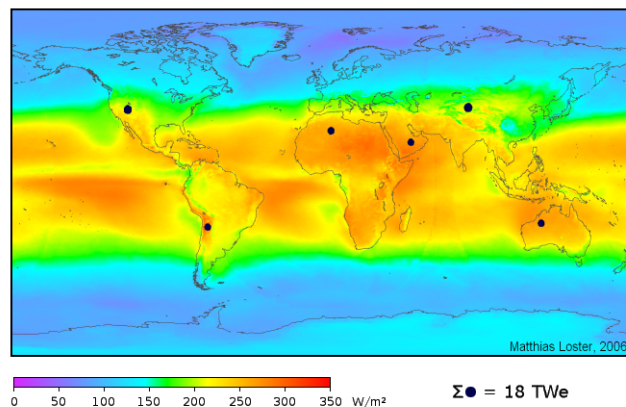 Matthias Loster, 2006
0 50 100 150 200 250 300 350 W/m²
Σ● = 18 TWe